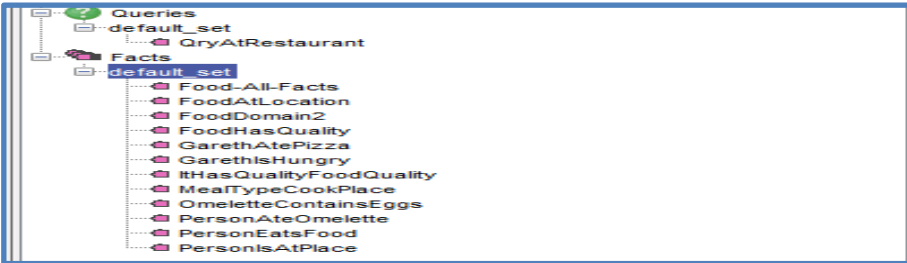 Queries
default_set
QryAtRestaurant
Facts
default_set
Food-All-Facts
FoodAtLocation
FoodDomain2
FoodHasQuality
GarethAtePizza
GarethIsHungry
ItHasQualityFoodQuality
MealTypeCookPlace
OmeletteContainsEggs
PersonAteOmelette
PersonEatsFood
PersonIsAtPlace